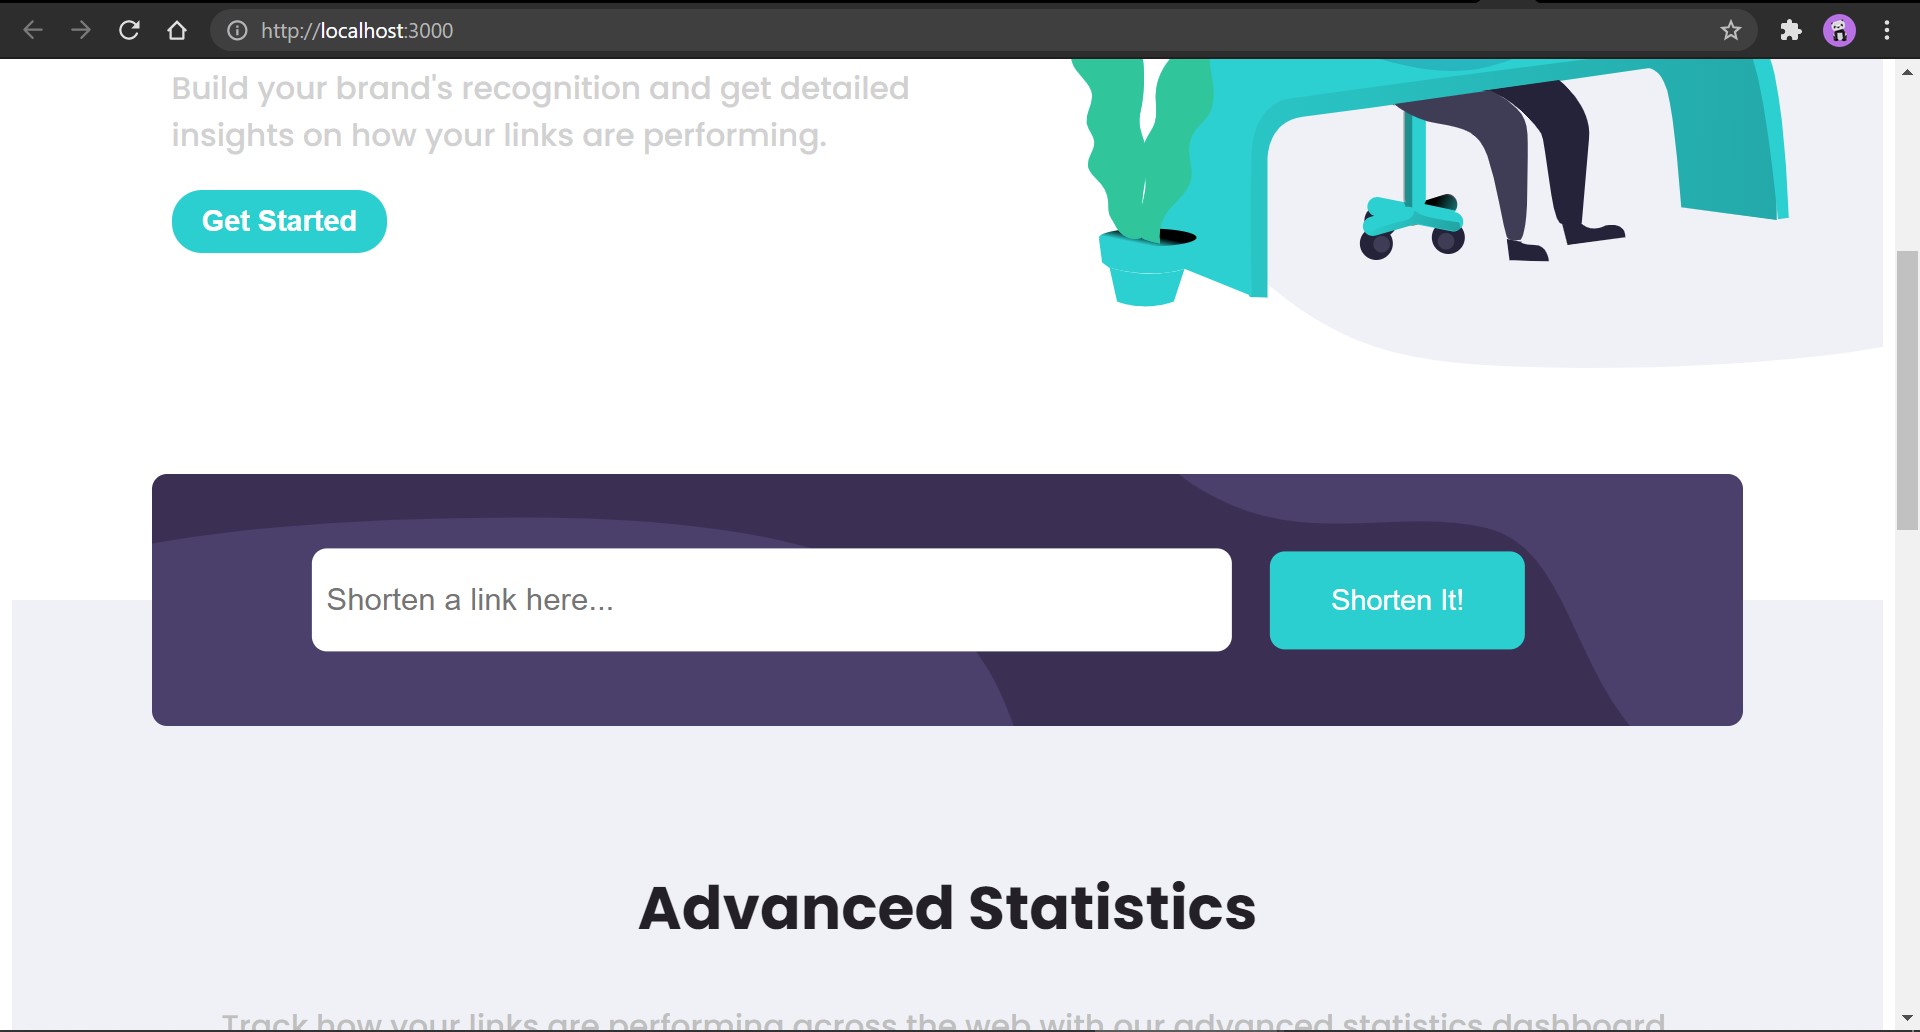 http://localhost:3000
Build your brand's recognition and get detailed
insights on how your links are performing.
Get Started
Shorten a link here...
Shorten It!
Advanced Statistics
Track how your links are performing across the web with our advanced statistics dashboard